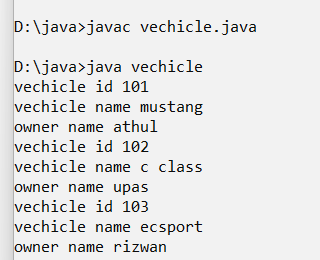 D:\java>javac vechicle.java
D:\java>java vechicle
vechicle id 101
vechicle name mustang
owner name athul
vechicle id 102
vechicle name c class
owner name upas
vechicle id 103
vechicle name ecsport
owner name rizwan